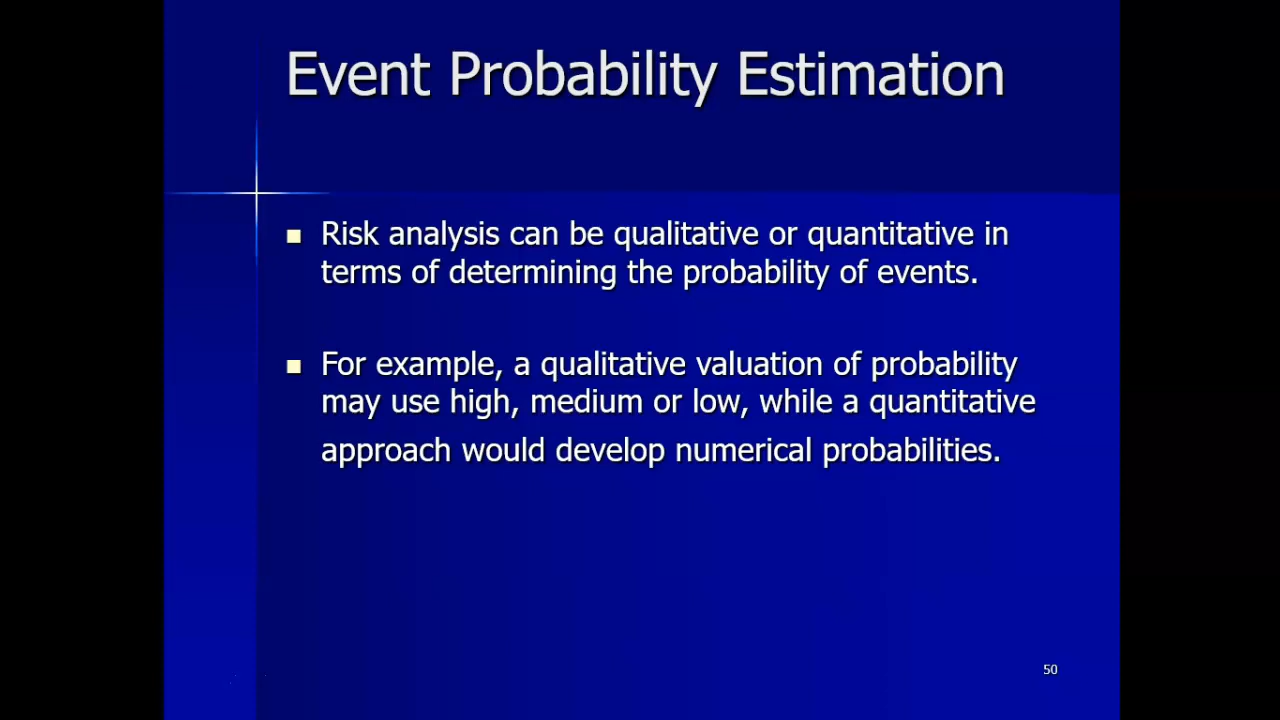 Event Probability Estimation
Risk analysis can be qualitative or quantitative in
terms of determining the probability of events.
For example, a qualitative valuation of probability
may use high, medium or low, while a quantitative
approach would develop numerical probabilities.
50